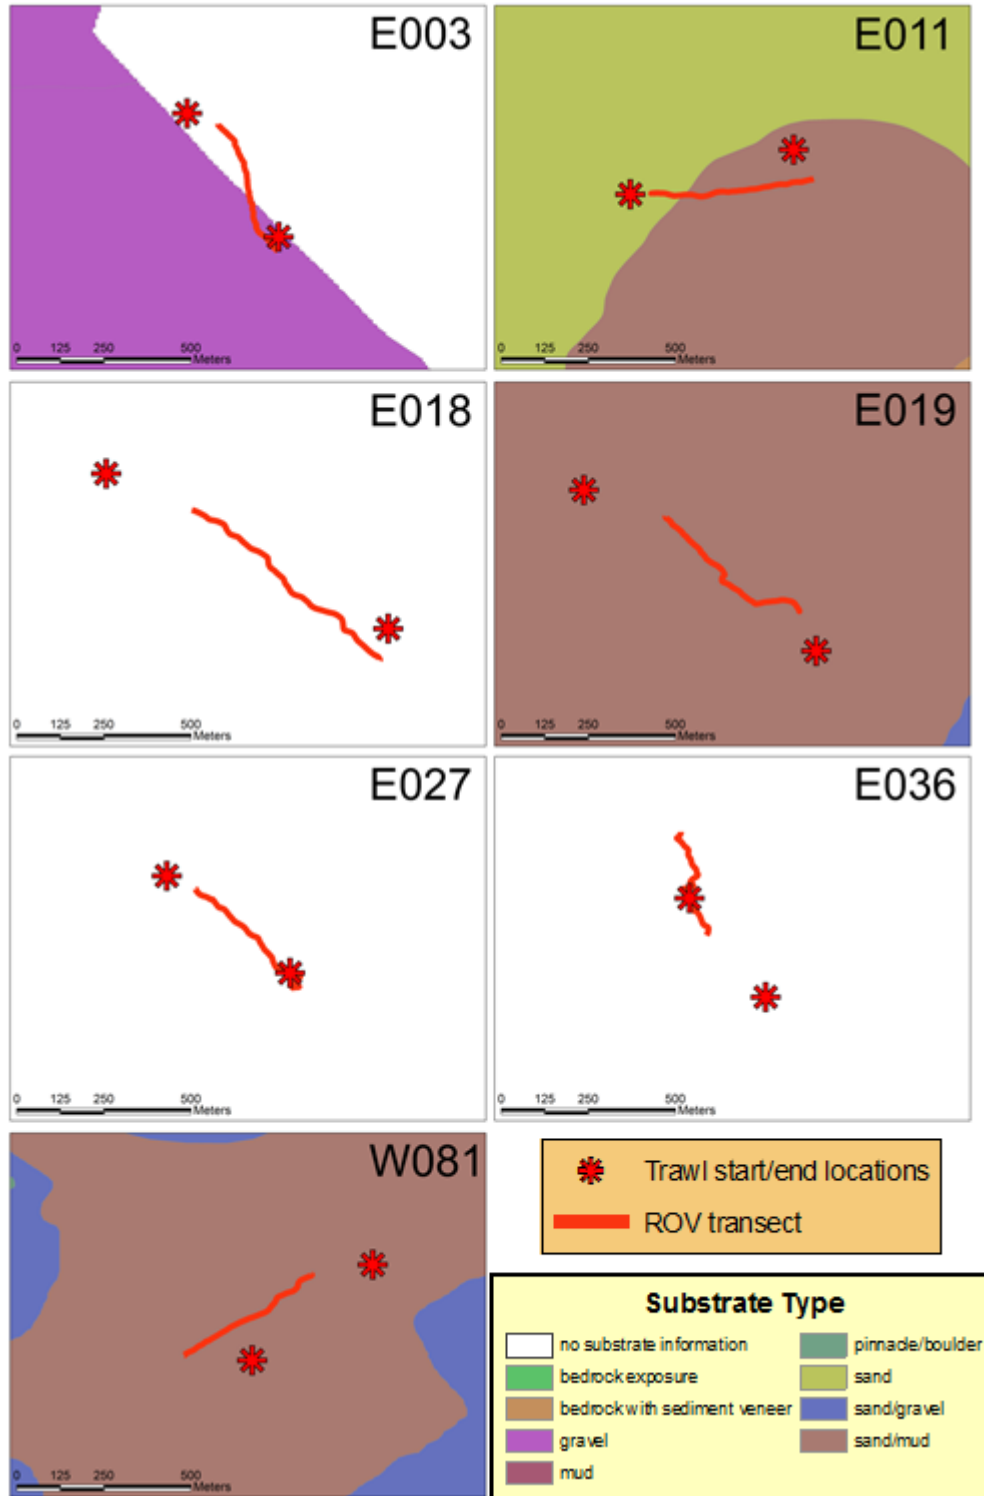 E003
E011
0 125 250 500
Meters
0 125 250 500
Meters
E018
E019
0 125 250 500
Meters
0 125 250 500
Meters
E027
E036
0 125 250 500
Meters
0 125 250 500
Meters
W081
Trawl start/end locations
ROV transect
0 125 250 500
Meters
Substrate Type
no substrate information
bedrock exposure
bedrock with sediment veneer
gravel
mud
pinnacle/boulder
sand
sand/gravel
sand/mud